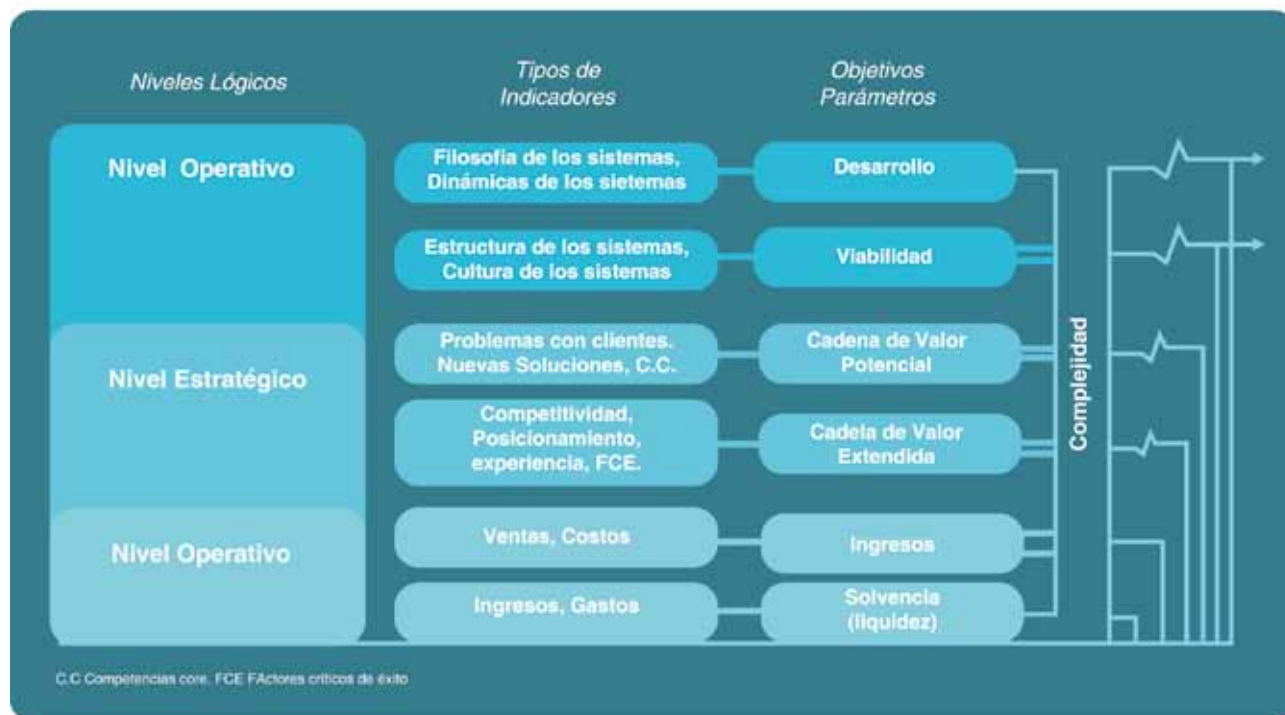 Niveles Lógicos
Tipos de
Indicadores
Objetivos
Parámetros
Nivel Operativo
Filosofia de los sistemas,
Dinámicas de los sietemas
Desarrollo
Estructura de los sistemas,
Cultura de los sistemas
Viabilidad
Nivel Estratégico
Problemas con clientes.
Nuevas Soluciones, C.C.
Cadena de Valor
Potencial
Competitividad,
Posicionamiento,
experiencia, FCE.
Cadela de Valor
Extendida
Nivel Operativo
Ventas, Costos
Ingresos
Ingresos, Gastos
Solvencia
(liquidez)
Complejidad
C.C Competencias core. FCE FActores críticos de éxito